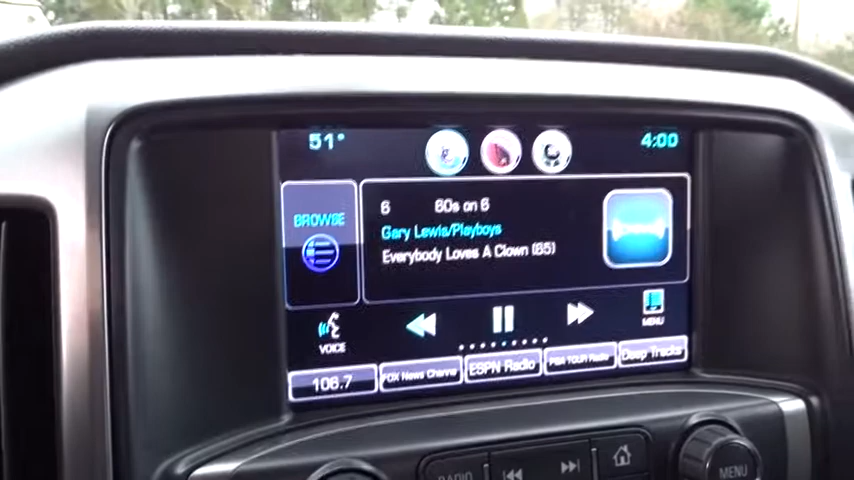 51° 4:00
BROWSE
6 60s on 6
Gary Lewis/Playboys
Everybody Loves A Clown (65)
VOICE
MENU
106.7 FOX News Channe ESPN Radio PGA TOUR Radio Deep Tracks
RADIO
MENU